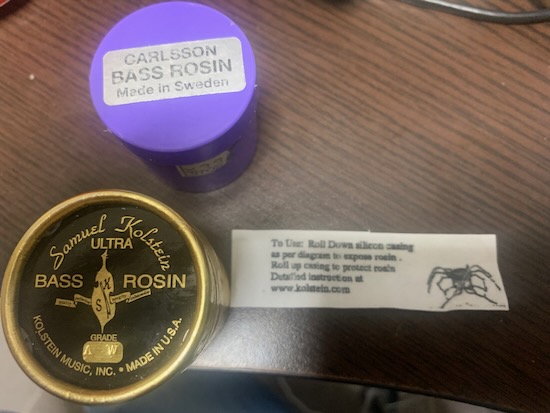 CARLSSON
BASS ROSIN
Made in Sweden
Samuel Kolstein
ULTRA
BASS ROSIN
K
S
GRADE
KOLSTEIN MUSIC, INC. • MADE IN U.S.A.
To Use: Roll Down silicon casing
as per diagram to expose rosin .
Roll up casing to protect rosin
Detailed instruction at
www.kolstein.com